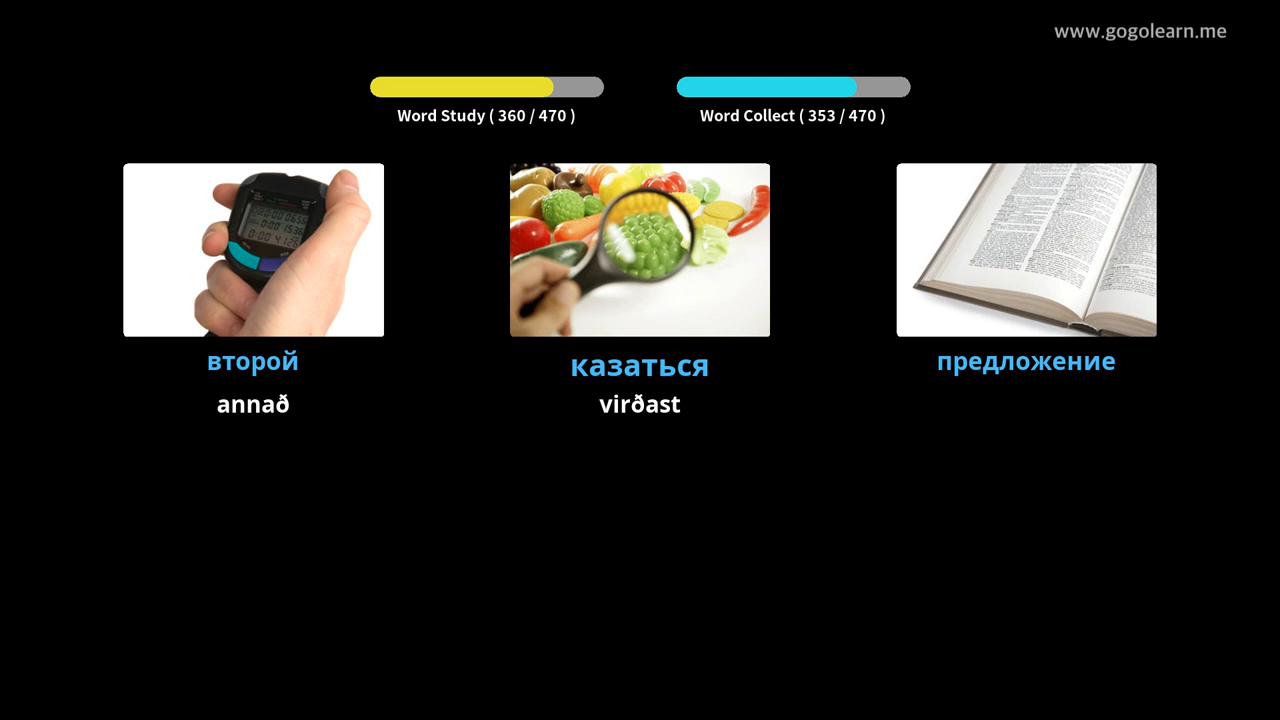 www.gogolearn.me
Word Study ( 360 / 470 )
Word Collect ( 353 / 470 )
второй
казаться
предложение
annað
virðast